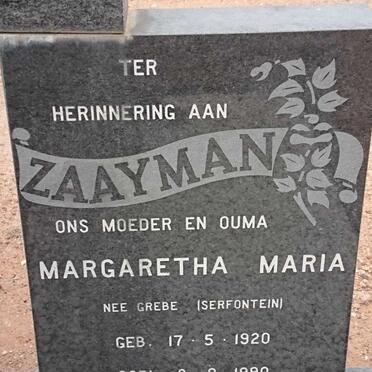 TER
HERINNERING AAN
ZAAYMAN
ONS MOEDER EN OUMA
MARGARETHA MARIA
NEE GREBE (SERFONTEIN)
GEB. 17 · 5 · 1920